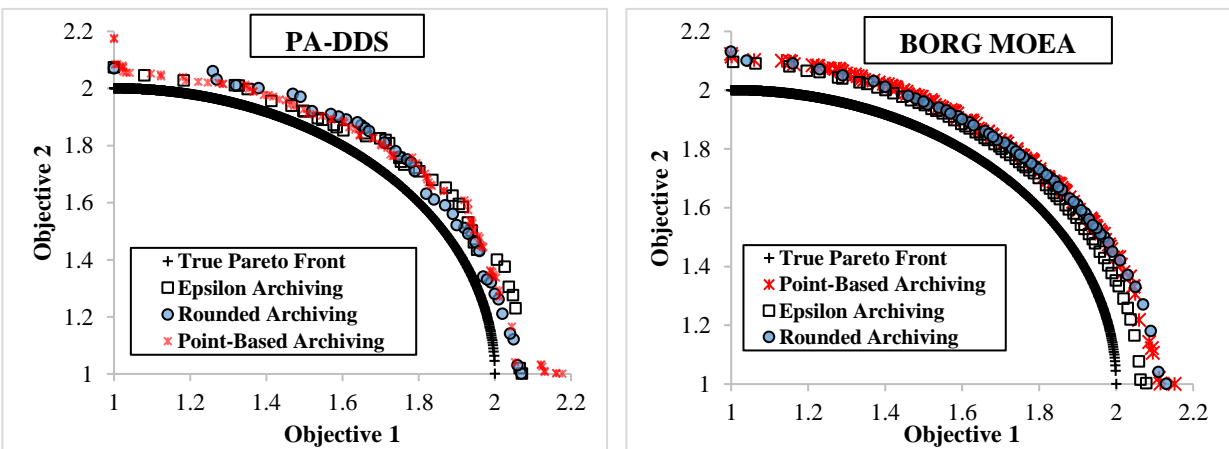 PA-DDS
2.2
2
1.8
1.6
1.4
1.2
1
Objective 2
True Pareto Front
Epsilon Archiving
Rounded Archiving
Point-Based Archiving
1
1.2
1.4
1.6
1.8
2
2.2
Objective 1
BORG MOEA
2.2
2
1.8
1.6
1.4
1.2
1
Objective 2
True Pareto Front
Point-Based Archiving
Epsilon Archiving
Rounded Archiving
1
1.2
1.4
1.6
1.8
2
2.2
Objective 1